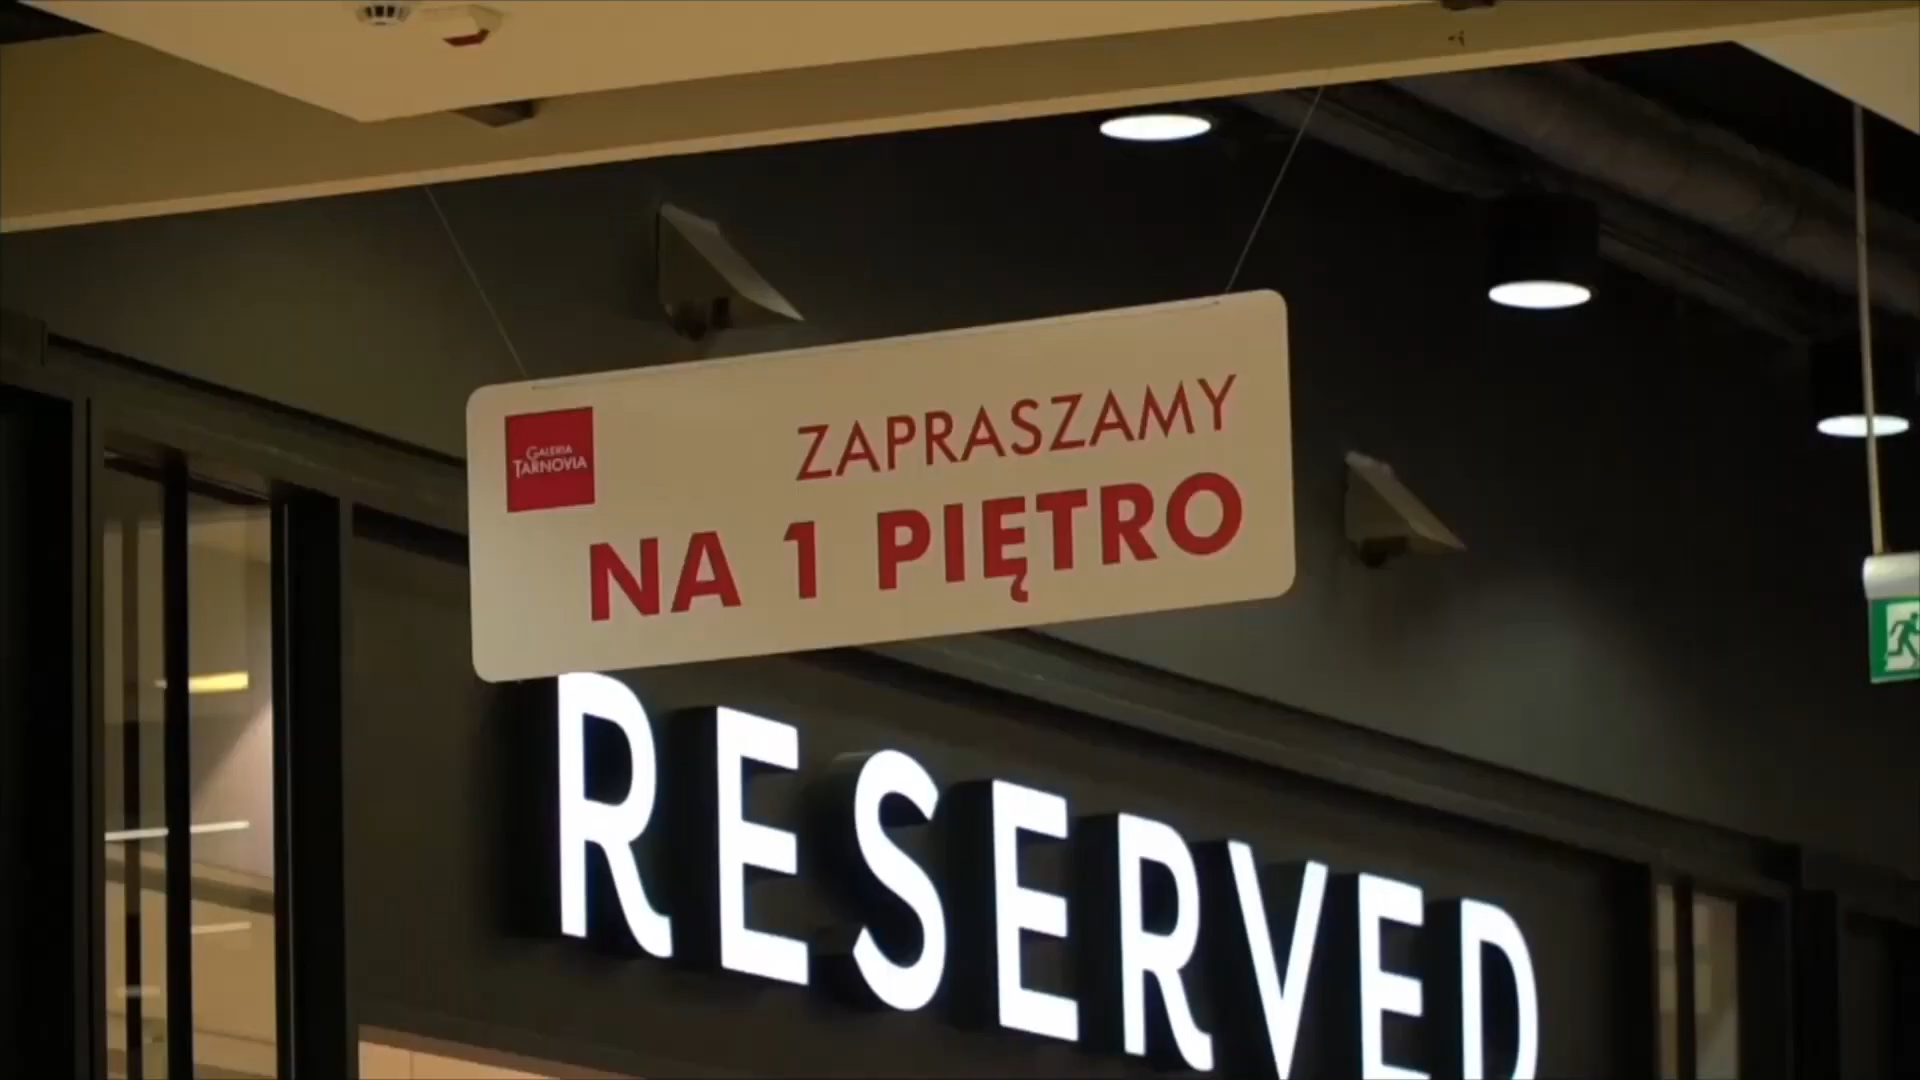 GALERIA
TARNOVIA
ZAPRASZAMY
NA 1 PIĘTRO
RESERVED